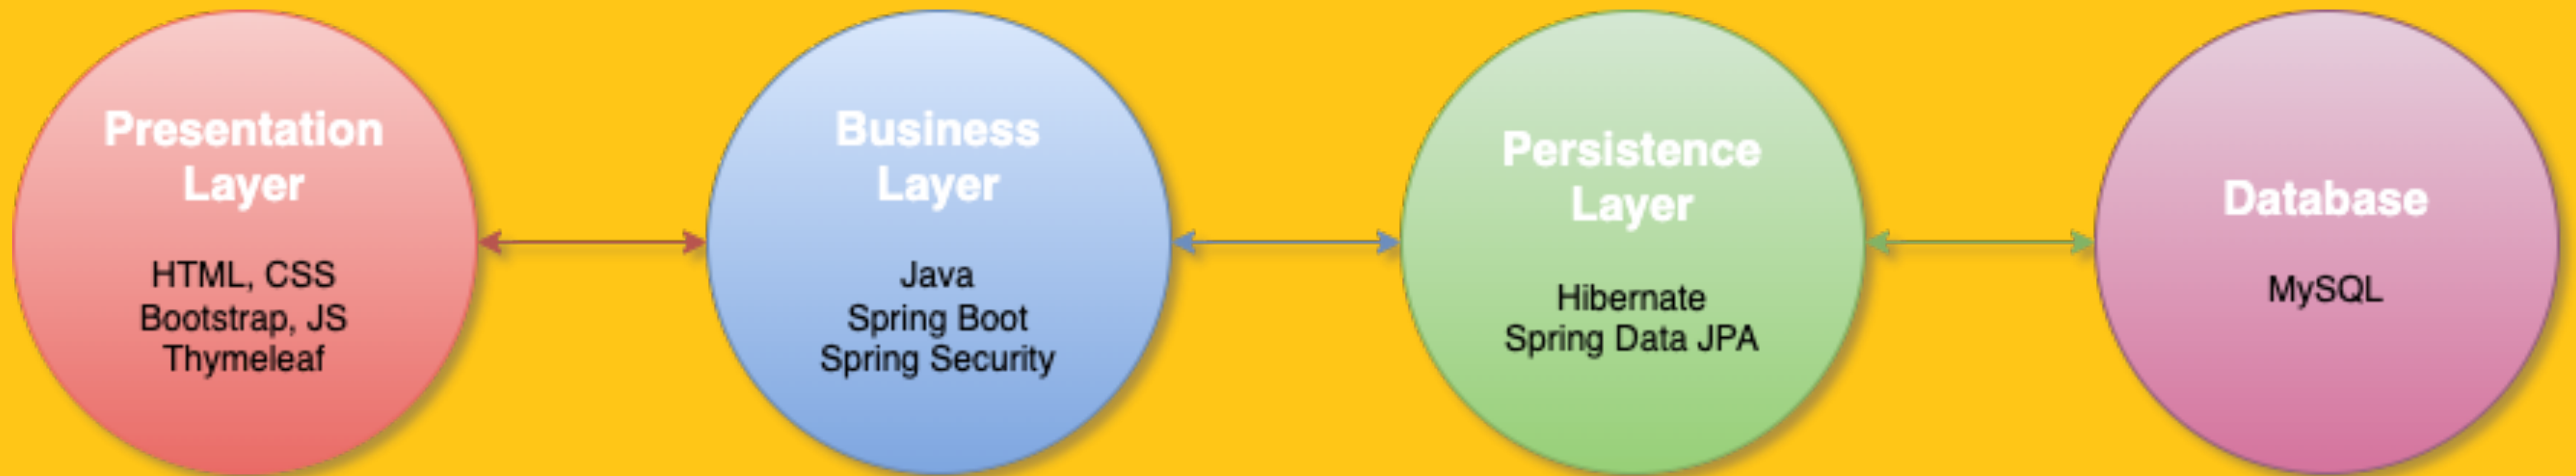 Presentation
Layer
HTML, CSS
Bootstrap, JS
Thymeleaf
Business
Layer
Java
Spring Boot
Spring Security
Persistence
Layer
Hibernate
Spring Data JPA
Database
MySQL